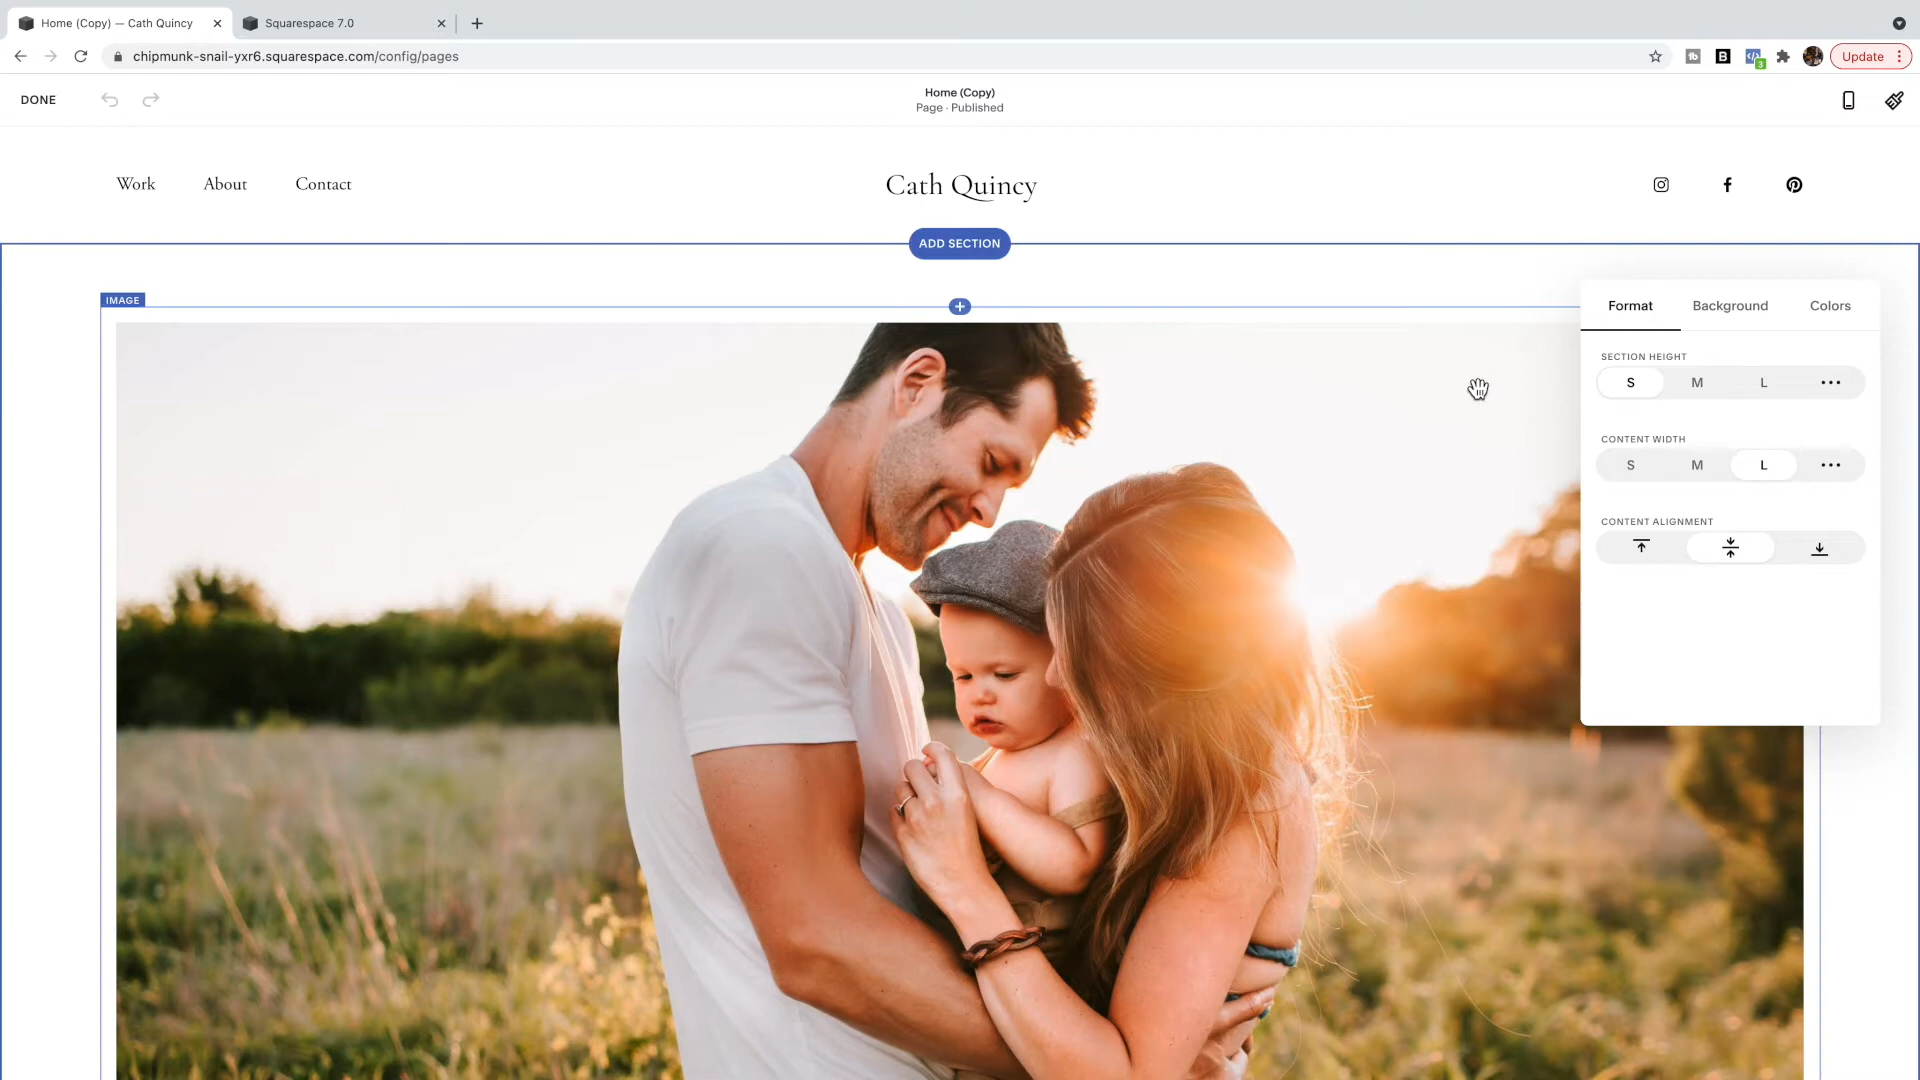 Home (Copy) — Cath Quincy
Squarespace 7.0
chipmunk-snail-yxr6.squarespace.com/config/pages
Update
DONE
Home (Copy)
Page · Published
Work
About
Contact
Cath Quincy
ADD SECTION
IMAGE
Format
Background
Colors
SECTION HEIGHT
S M L
CONTENT WIDTH
S M L
CONTENT ALIGNMENT